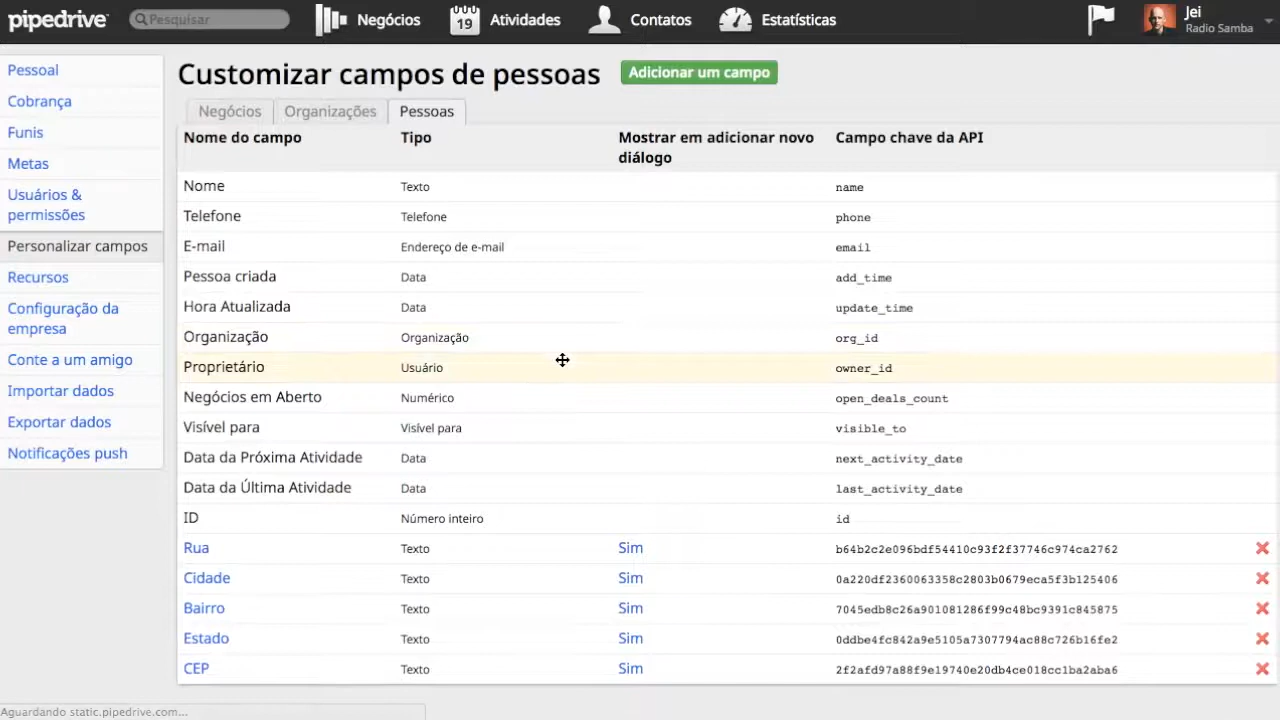 pipedrive
Pesquisar
Negócios
19
Atividades
Contatos
Estatísticas
Jei
Radio Samba
Pessoal
Cobrança
Funis
Metas
Usuários &
permissões
Personalizar campos
Recursos
Configuração da
empresa
Conte a um amigo
Importar dados
Exportar dados
Notificações push
Customizar campos de pessoas
Adicionar um campo
Negócios Organizações Pessoas
Nome do campo Tipo Mostrar em adicionar novo diálogo Campo chave da API
Nome Texto name
Telefone Telefone phone
E-mail Endereço de e-mail email
Pessoa criada Data add_time
Hora Atualizada Data update_time
Organização Organização org_id
Proprietário Usuário owner_id
Negócios em Aberto Numérico open_deals_count
Visível para Visível para visible_to
Data da Próxima Atividade Data next_activity_date
Data da Última Atividade Data last_activity_date
ID Número inteiro id
Rua Texto Sim b64b2c2e096bdf54410c93f2f37746c974ca2762
Cidade Texto Sim 0a220df2360063358c2803b0679eca5f3b125406
Bairro Texto Sim 7045edb8c26a901081286f99c48bc9391c845875
Estado Texto Sim 0ddbe4fc842a9e5105a7307794ac88c726b16fe2
CEP Texto Sim 2f2afd97a88f9e19740e20db4ce018cc1ba2aba6
Aguardando static.pipedrive.com...